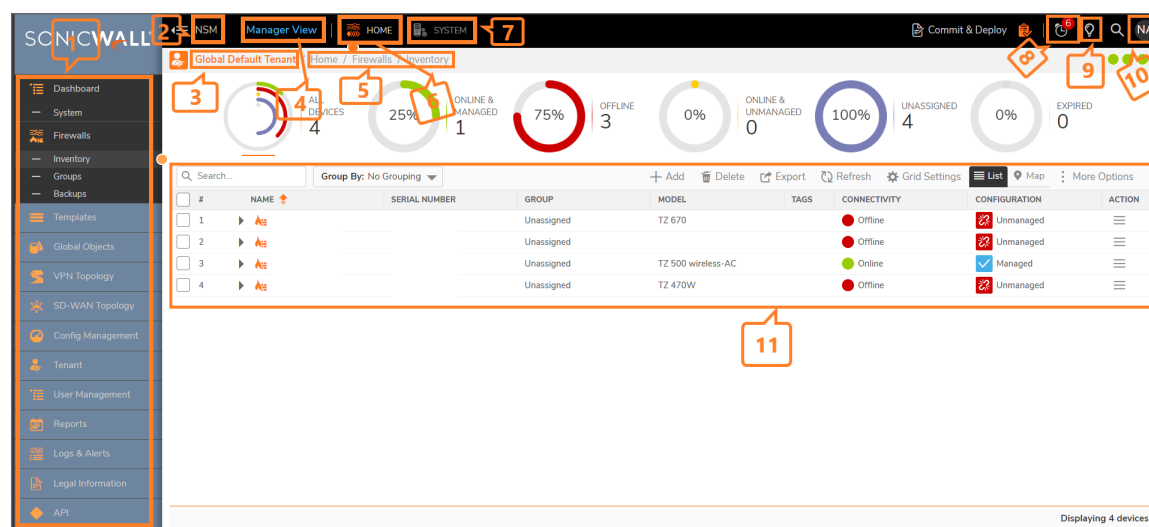 SONICWALL
1
2
NSM
Manager View
HOME
SYSTEM
7
Commit & Deploy
6
8
9
NA
10
Global Default Tenant / Home / Firewalls / Inventory
3
4
5
6
ALL DEVICES
4
25%
ONLINE & MANAGED
1
75%
OFFLINE
3
0%
ONLINE & UNMANAGED
0
100%
UNASSIGNED
4
0%
EXPIRED
0
Dashboard
System
Firewalls
Inventory
Groups
Backups
Templates
Global Objects
VPN Topology
SD-WAN Topology
Config Management
Tenant
User Management
Reports
Logs & Alerts
Legal Information
API
Search...
Group By: No Grouping
Add
Delete
Export
Refresh
Grid Settings
List
Map
More Options
# NAME SERIAL NUMBER GROUP MODEL TAGS CONNECTIVITY CONFIGURATION ACTION
1 Unassigned TZ 670 Offline Unmanaged
2 Unassigned Offline Unmanaged
3 Unassigned TZ 500 wireless-AC Online Managed
4 Unassigned TZ 470W Offline Unmanaged
11
Displaying 4 devices